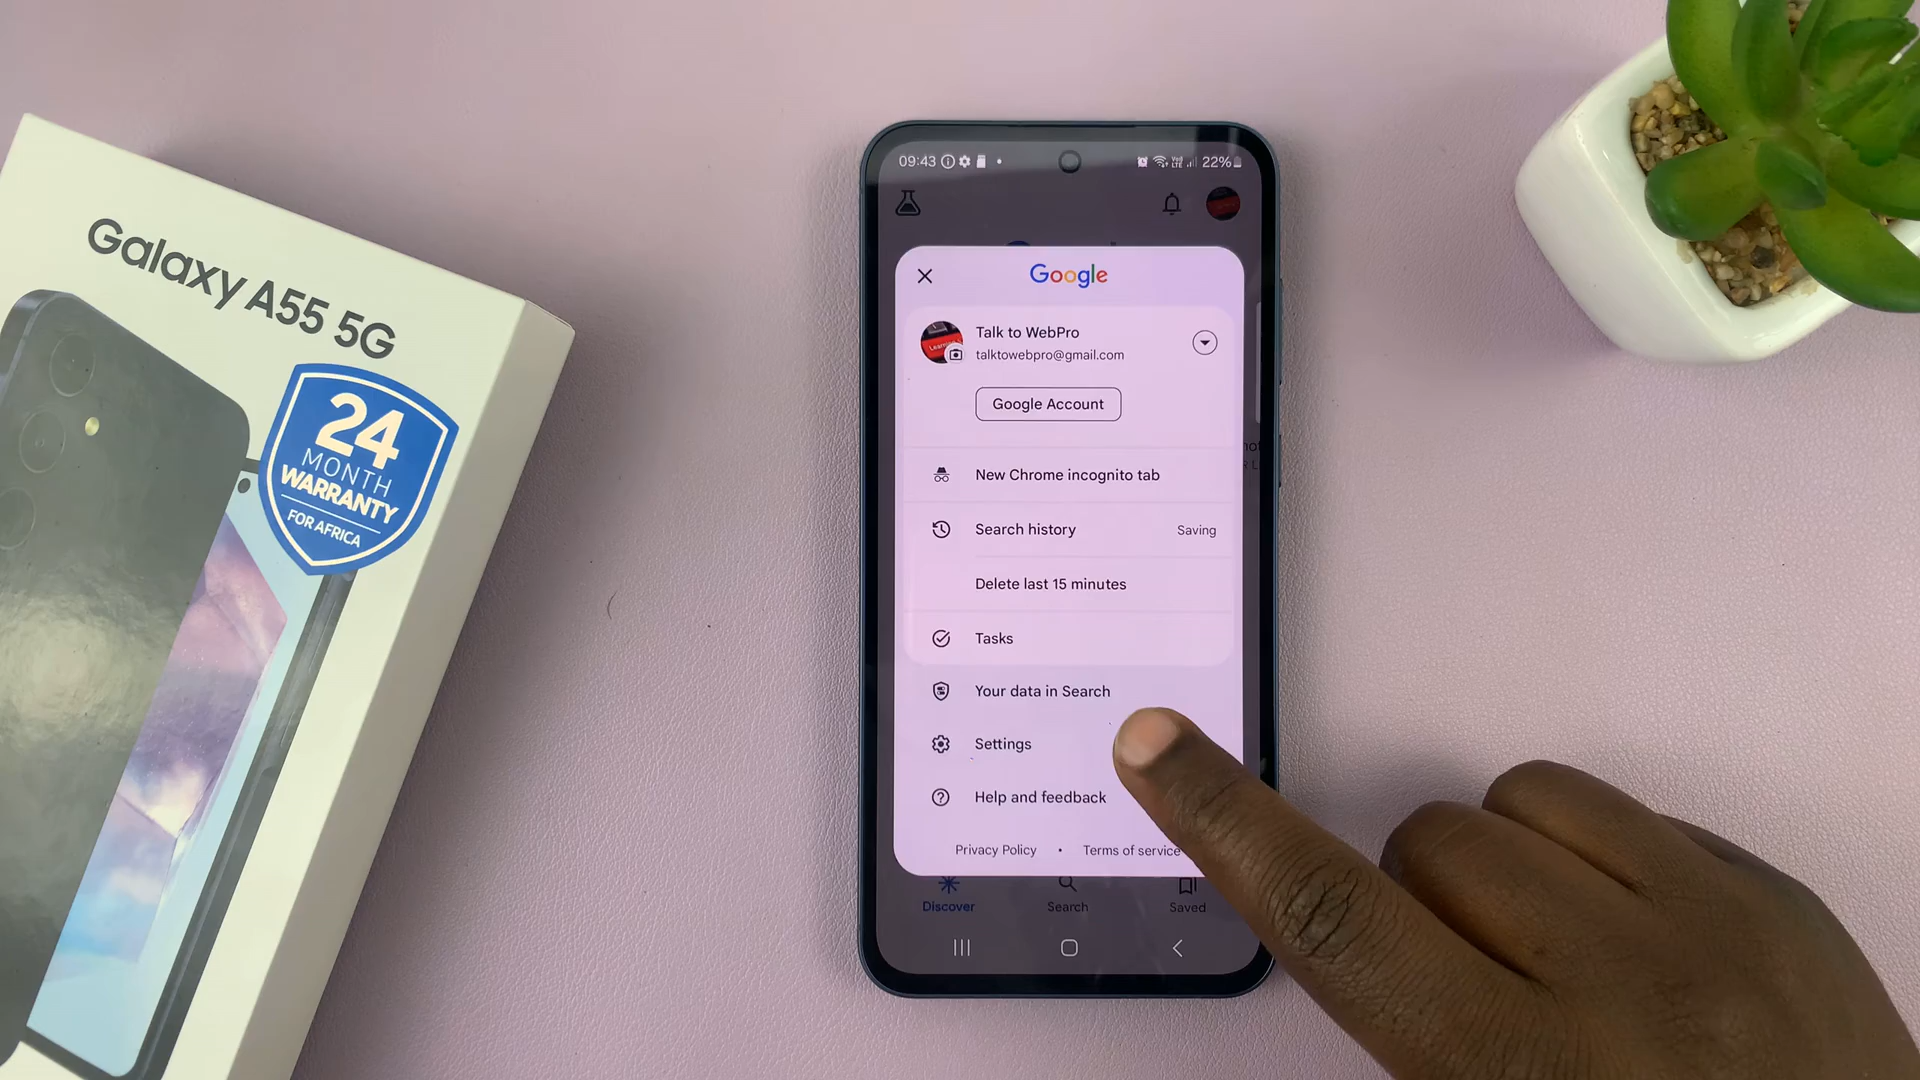 Galaxy A55 5G
24
MONTH
WARRANTY
FOR AFRICA
09:43
22%
Google
Talk to WebPro
talktowebpro@gmail.com
Google Account
New Chrome incognito tab
Search history Saving
Delete last 15 minutes
Tasks
Your data in Search
Settings
Help and feedback
Privacy Policy • Terms of service
Discover Search Saved